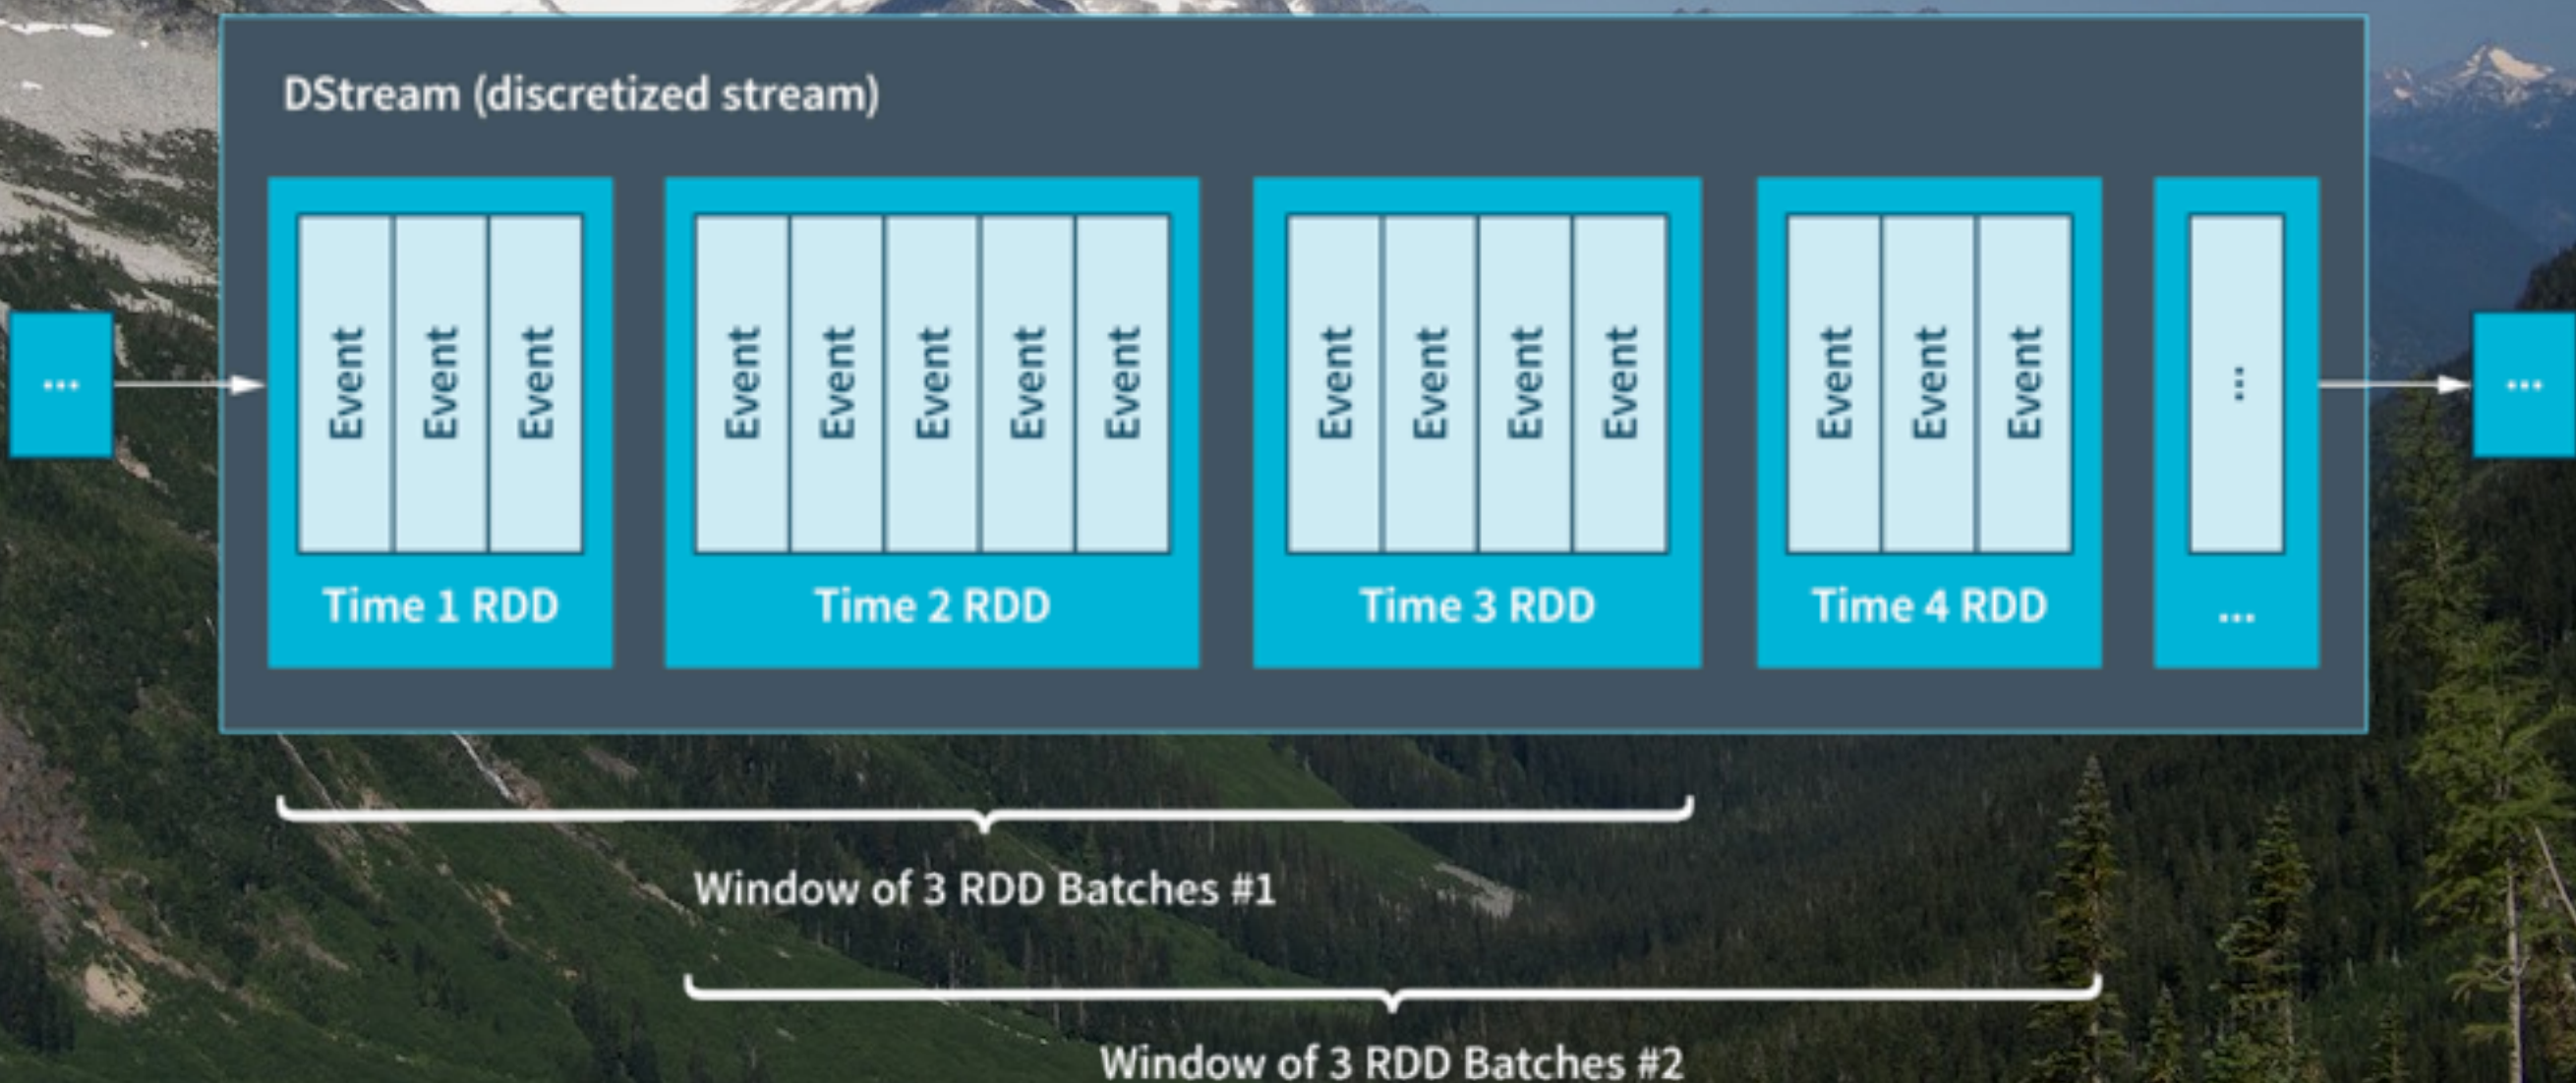 DStream (discretized stream)
...
Event Event Event
Event Event Event Event Event
Event Event Event Event
Event Event Event
...
...
Time 1 RDD
Time 2 RDD
Time 3 RDD
Time 4 RDD
...
Window of 3 RDD Batches #1
Window of 3 RDD Batches #2